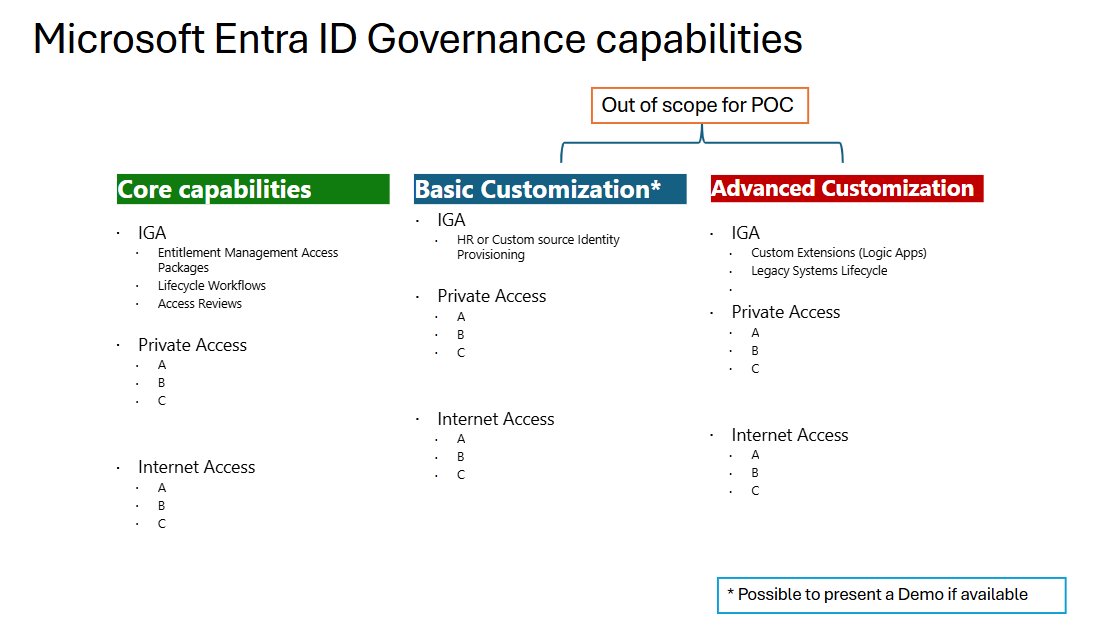 Microsoft Entra ID Governance capabilities
Out of scope for POC
Core capabilities
· IGA
· Entitlement Management Access
Packages
· Lifecycle Workflows
· Access Reviews
· Private Access
· A
· B
· C
· Internet Access
· A
· B
· C
Basic Customization*
· IGA
· HR or Custom source Identity
Provisioning
· Private Access
· A
· B
· C
· Internet Access
· A
· B
· C
Advanced Customization
· IGA
· Custom Extensions (Logic Apps)
· Legacy Systems Lifecycle
·
· Private Access
· A
· B
· C
· Internet Access
· A
· B
· C
* Possible to present a Demo if available